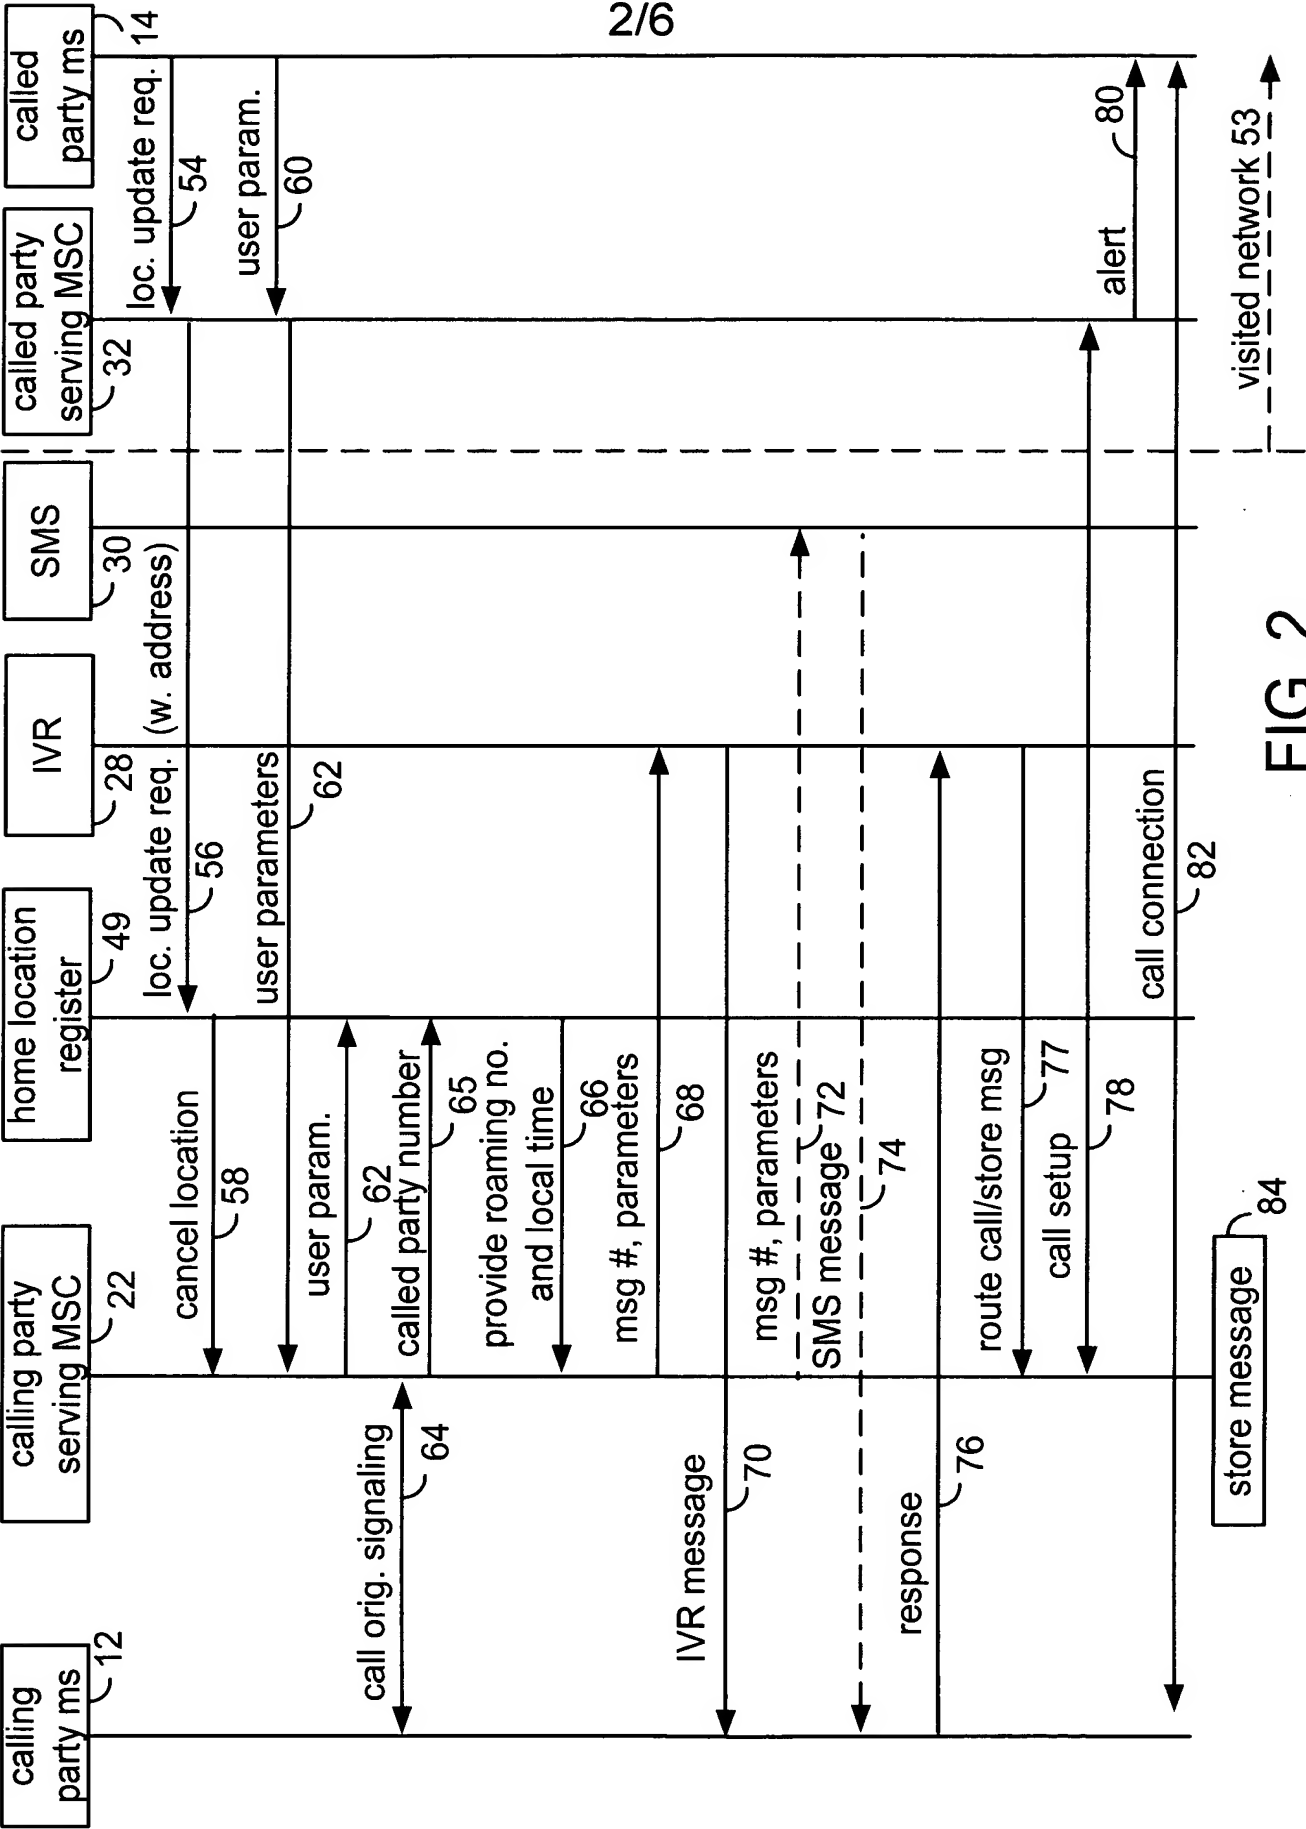 2/6
calling
party ms
12
calling party
serving MSC
22
home location
register
49
IVR
28
SMS
30
called party
serving MSC
32
called
party ms
14
loc. update req.
54
loc. update req. (w. address)
56
cancel location
58
user param.
60
user parameters
62
user param.
62
call orig. signaling
64
called party number
65
provide roaming no.
and local time
66
msg #, parameters
68
IVR message
70
msg #, parameters
72
SMS message
74
response
76
route call/store msg
77
call setup
78
alert
80
call connection
82
store message
84
visited network 53
FIG 2